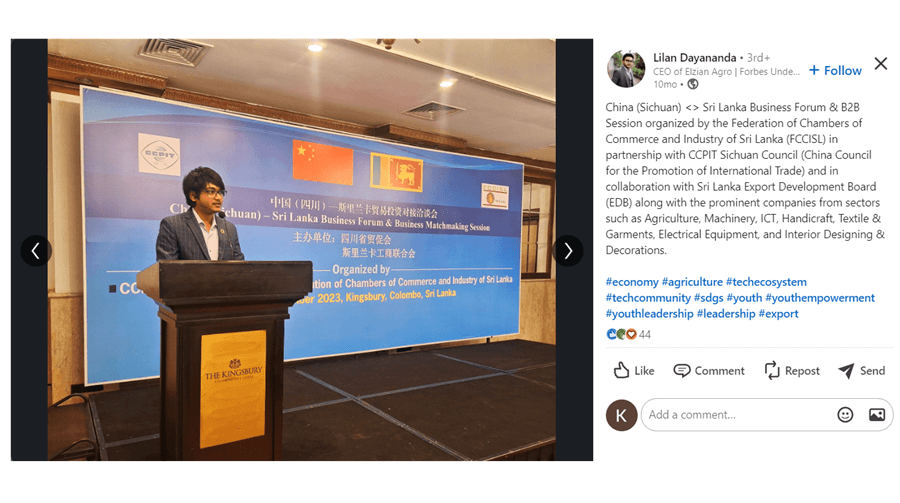 CCPIT
中国（四川）—斯里兰卡贸易投资对接洽谈会
Sichuan) – Sri Lanka Business Forum & Business Matchmaking Session
主办单位：四川省贸促会
斯里兰卡工商联合会
Organized by
of Chambers of Commerce and Industry of Sri Lanka
2023, Kingsbury, Colombo, Sri Lanka
THE KINGSBURY
Lilan Dayananda • 3rd+
CEO of Elzian Agro | Forbes Unde...
10mo •
+ Follow
China (Sichuan) <> Sri Lanka Business Forum & B2B
Session organized by the Federation of Chambers of
Commerce and Industry of Sri Lanka (FCCISL) in
partnership with CCPIT Sichuan Council (China Council
for the Promotion of International Trade) and in
collaboration with Sri Lanka Export Development Board
(EDB) along with the prominent companies from sectors
such as Agriculture, Machinery, ICT, Handicraft, Textile &
Garments, Electrical Equipment, and Interior Designing &
Decorations.
#economy #agriculture #techecosystem
#techcommunity #sdgs #youth #youthempowerment
#youthleadership #leadership #export
44
Like Comment Repost Send
K
Add a comment...